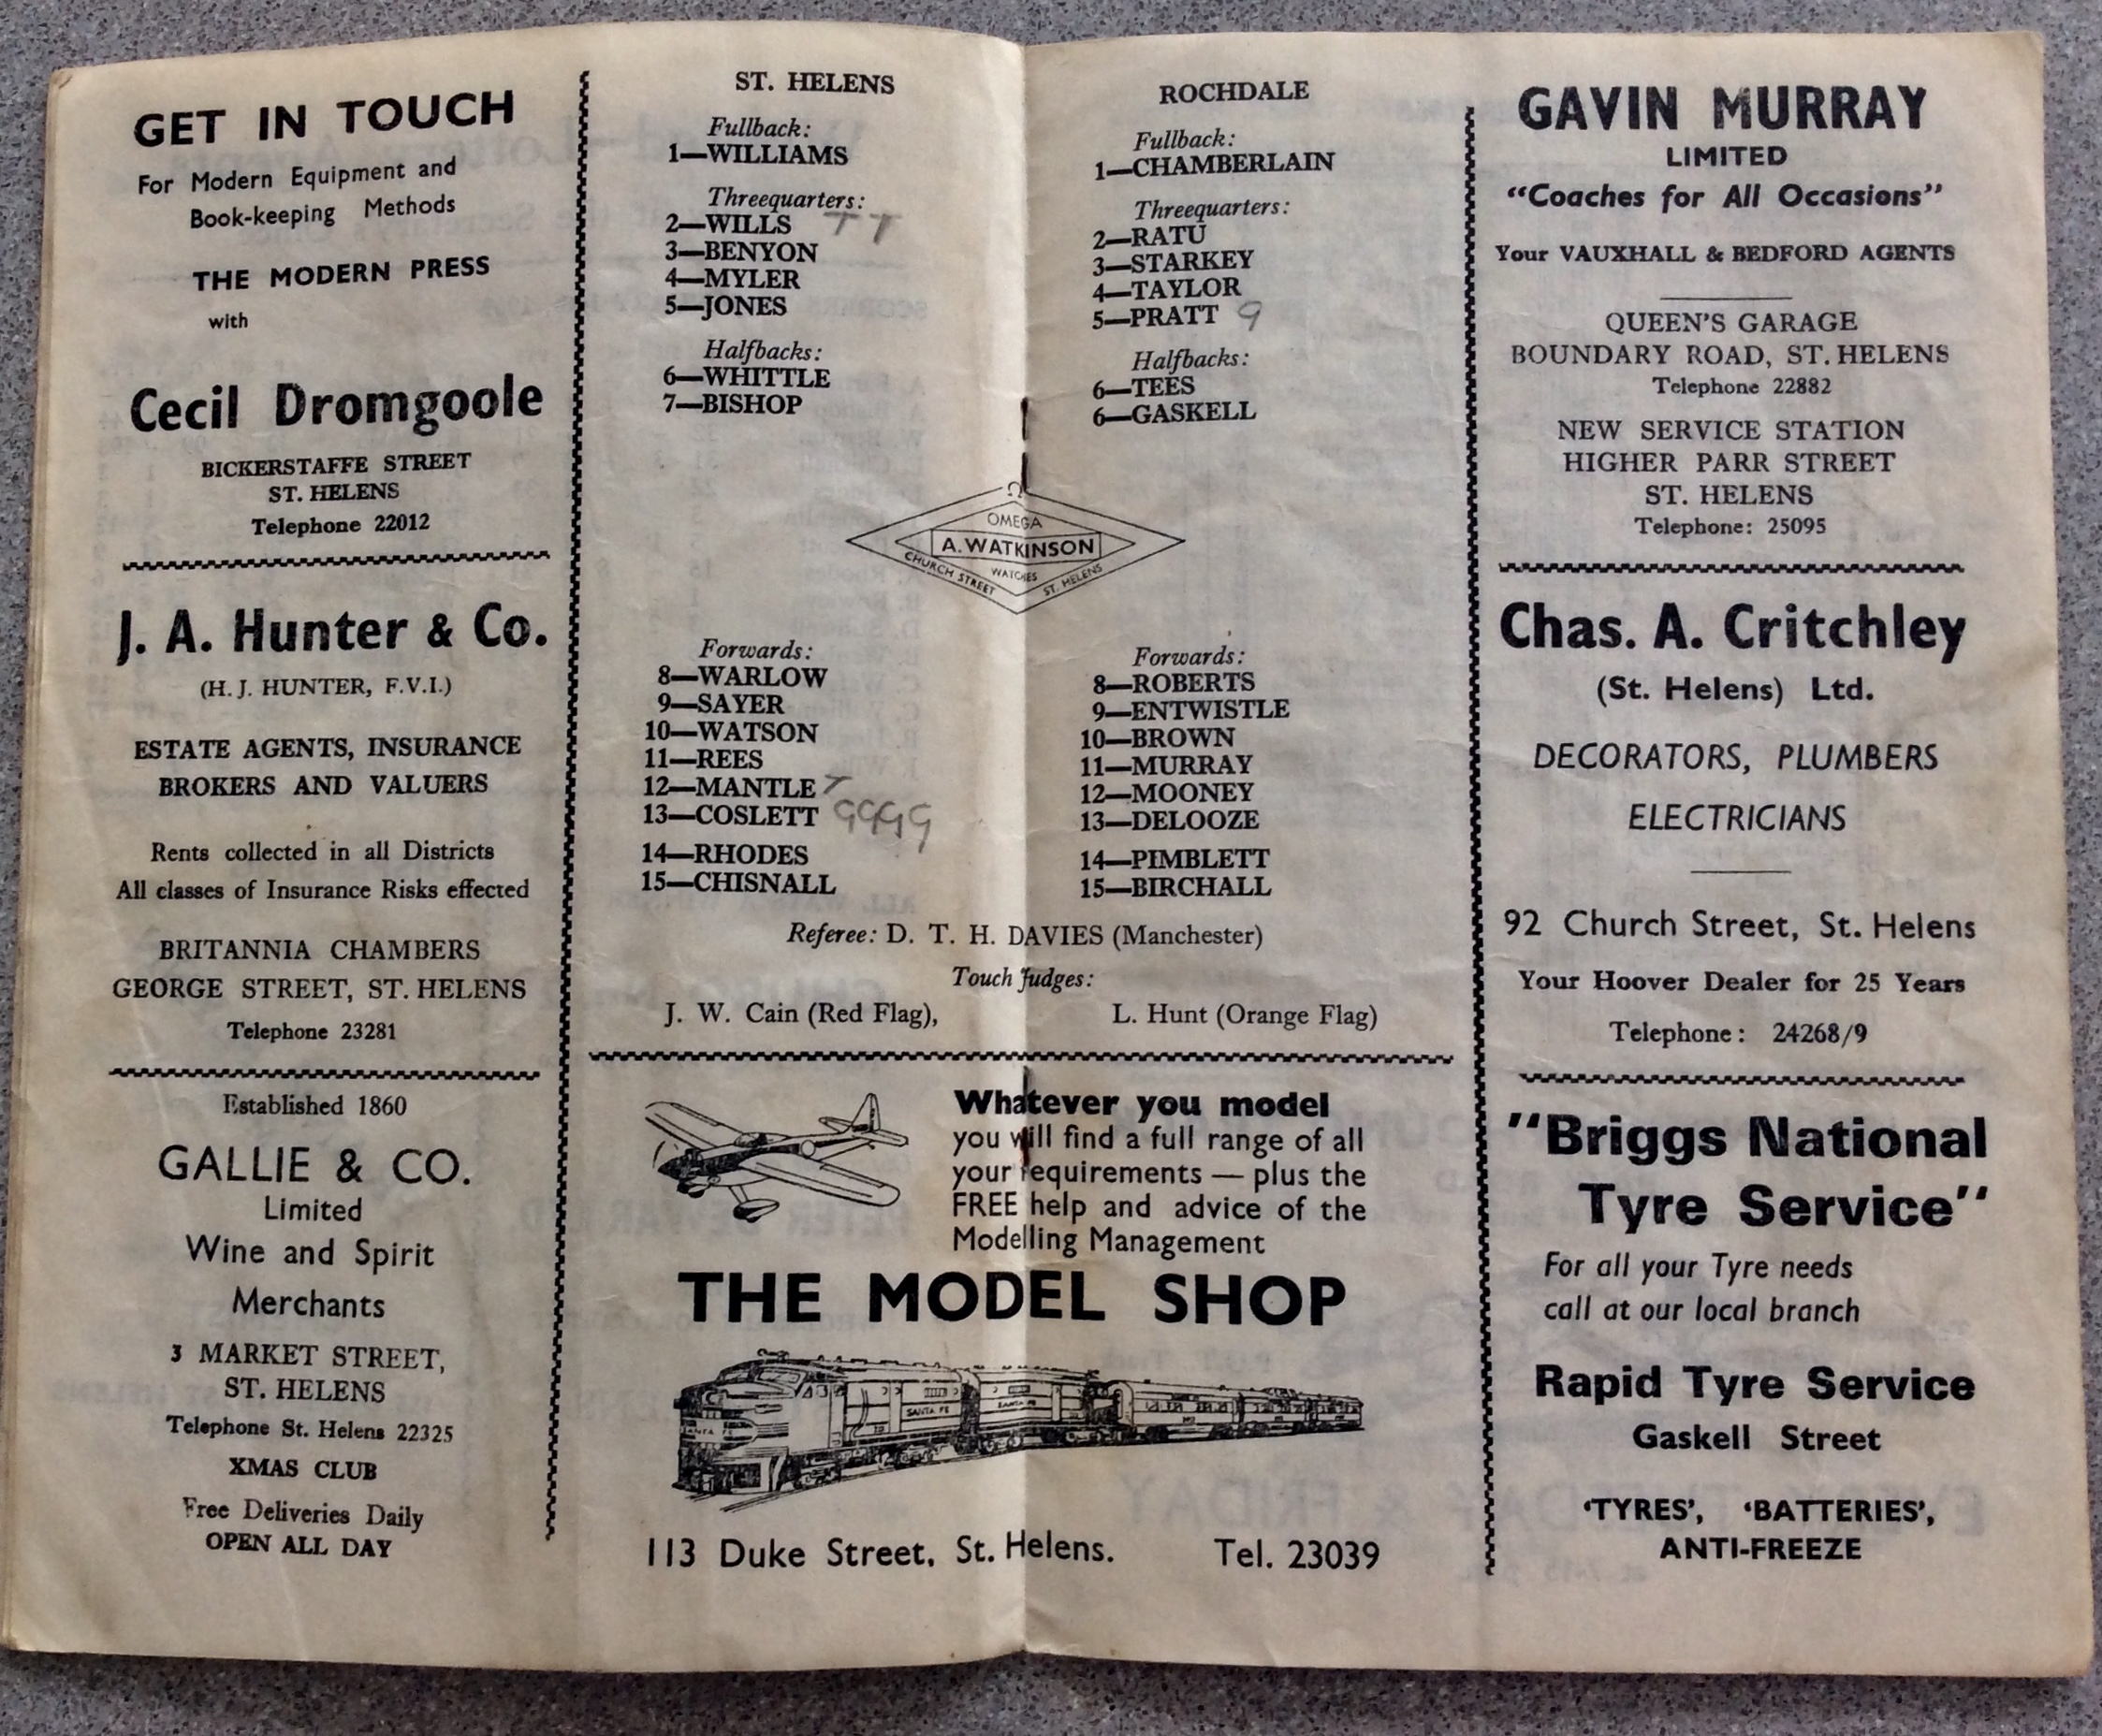 GET IN TOUCH
For Modern Equipment and
Book-keeping Methods
THE MODERN PRESS
with
Cecil Dromgoole
BICKERSTAFFE STREET
ST. HELENS
Telephone 22012
J. A. Hunter & Co.
(H. J. HUNTER, F.V.I.)
ESTATE AGENTS, INSURANCE
BROKERS AND VALUERS
Rents collected in all Districts
All classes of Insurance Risks effected
BRITANNIA CHAMBERS
GEORGE STREET, ST. HELENS
Telephone 23281
Established 1860
GALLIE & CO.
Limited
Wine and Spirit
Merchants
3 MARKET STREET,
ST. HELENS
Telephone St. Helens 22325
XMAS CLUB
Free Deliveries Daily
OPEN ALL DAY
ST. HELENS
Fullback:
1—WILLIAMS
Threequarters:
2—WILLS T T
3—BENYON
4—MYLER
5—JONES
Halfbacks:
6—WHITTLE
7—BISHOP
ROCHDALE
Fullback:
1—CHAMBERLAIN
Threequarters:
2—RATU
3—STARKEY
4—TAYLOR
5—PRATT 9
Halfbacks:
6—TEES
6—GASKELL
Ω
OMEGA
A. WATKINSON
WATCHES
CHURCH STREET ST. HELENS
Forwards:
8—WARLOW
9—SAYER
10—WATSON
11—REES
12—MANTLE T
13—COSLETT 9999
14—RHODES
15—CHISNALL
Forwards:
8—ROBERTS
9—ENTWISTLE
10—BROWN
11—MURRAY
12—MOONEY
13—DELOOZE
14—PIMBLETT
15—BIRCHALL
Referee: D. T. H. DAVIES (Manchester)
Touch Judges:
J. W. Cain (Red Flag), L. Hunt (Orange Flag)
Whatever you model
you will find a full range of all
your requirements — plus the
FREE help and advice of the
Modelling Management
THE MODEL SHOP
SANTA FE
SANTA FE
SANTA FE
113 Duke Street. St. Helens. Tel. 23039
GAVIN MURRAY
LIMITED
"Coaches for All Occasions"
Your VAUXHALL & BEDFORD AGENTS
QUEEN'S GARAGE
BOUNDARY ROAD, ST. HELENS
Telephone 22882
NEW SERVICE STATION
HIGHER PARR STREET
ST. HELENS
Telephone: 25095
Chas. A. Critchley
(St. Helens) Ltd.
DECORATORS, PLUMBERS
ELECTRICIANS
92 Church Street, St. Helens
Your Hoover Dealer for 25 Years
Telephone: 24268/9
"Briggs National
Tyre Service"
For all your Tyre needs
call at our local branch
Rapid Tyre Service
Gaskell Street
'TYRES', 'BATTERIES',
ANTI-FREEZE